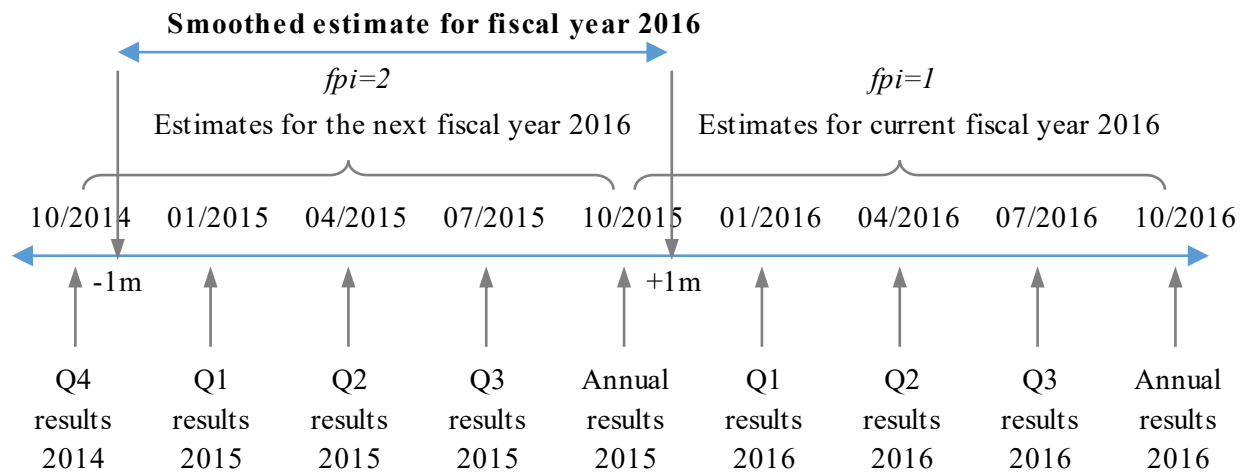 Smoothed estimate for fiscal year 2016
fpi=2 fpi=1
Estimates for the next fiscal year 2016 Estimates for current fiscal year 2016
10/2014 01/2015 04/2015 07/2015 10/2015 01/2016 04/2016 07/2016 10/2016
-1m +1m
Q4 Q1 Q2 Q3 Annual Q1 Q2 Q3 Annual
results results results results results results results results results
2014 2015 2015 2015 2015 2016 2016 2016 2016